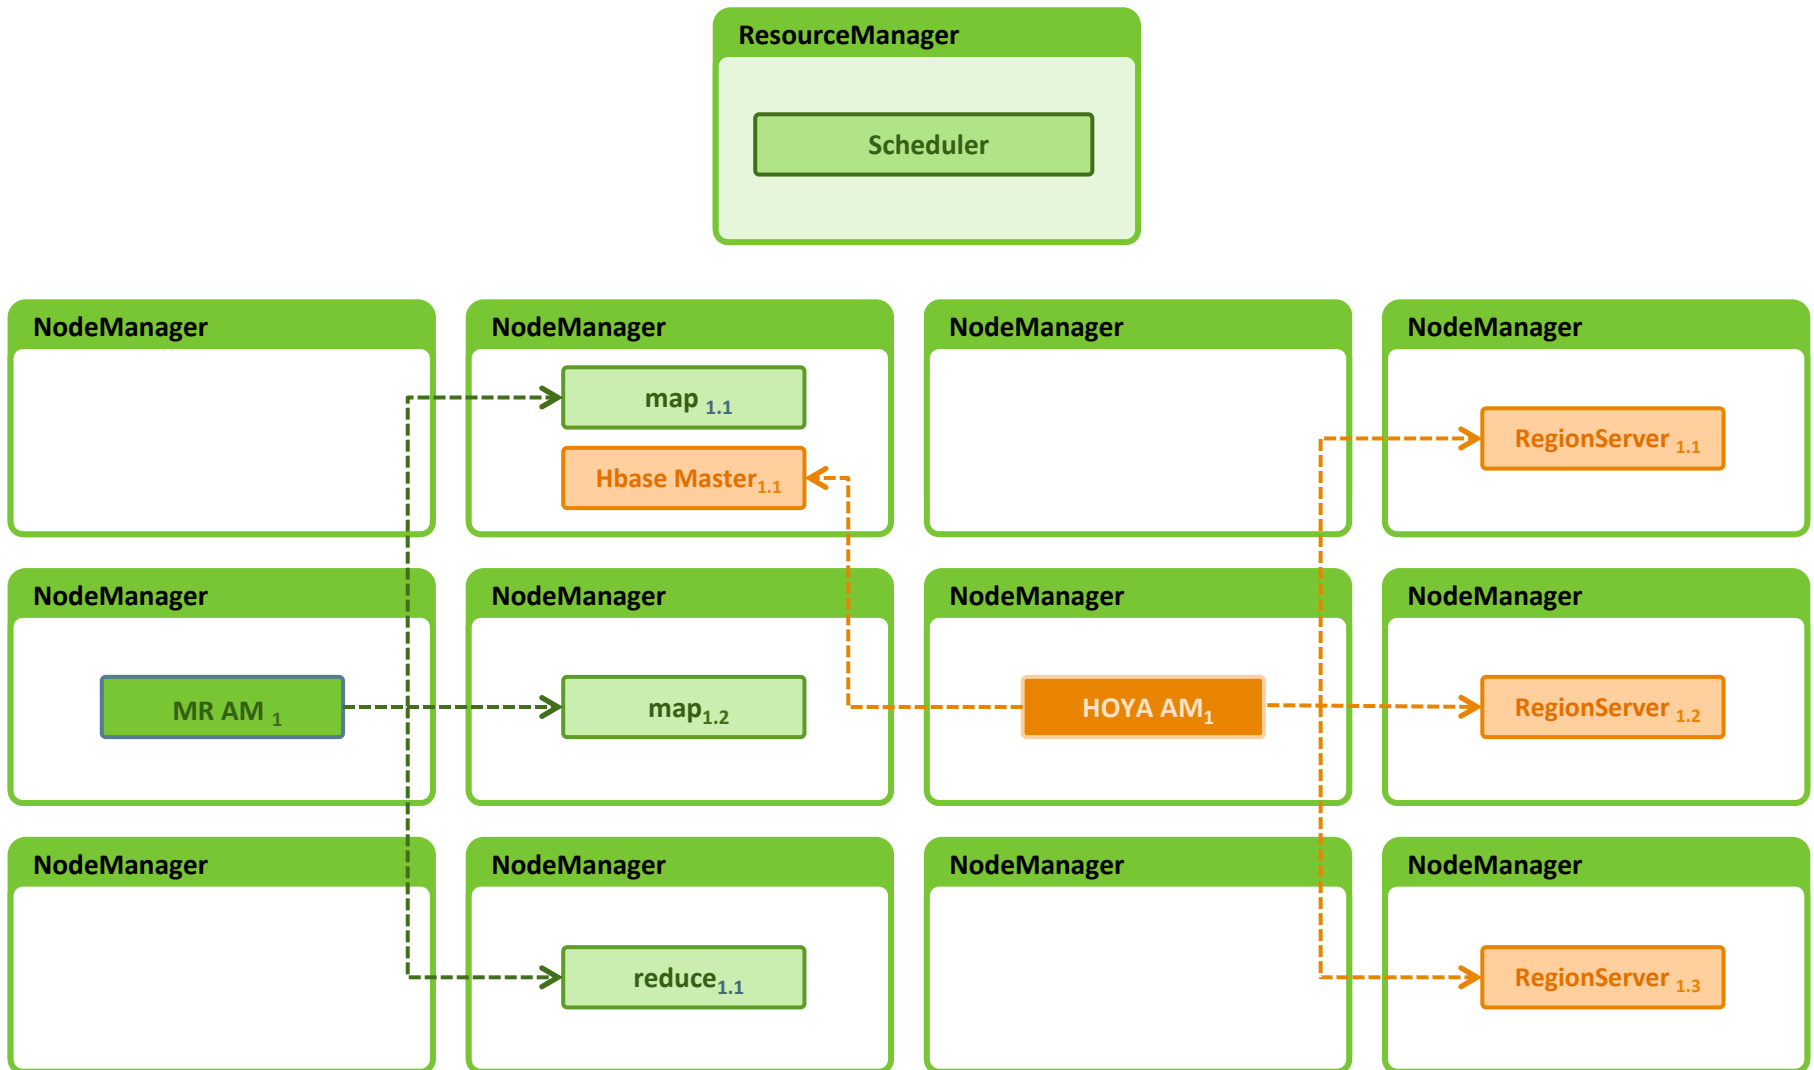 ResourceManager
Scheduler
NodeManager
NodeManager
NodeManager
NodeManager
map 1.1
Hbase Master1.1
RegionServer 1.1
NodeManager
NodeManager
NodeManager
NodeManager
MR AM 1
map1.2
HOYA AM1
RegionServer 1.2
NodeManager
NodeManager
NodeManager
NodeManager
reduce1.1
RegionServer 1.3